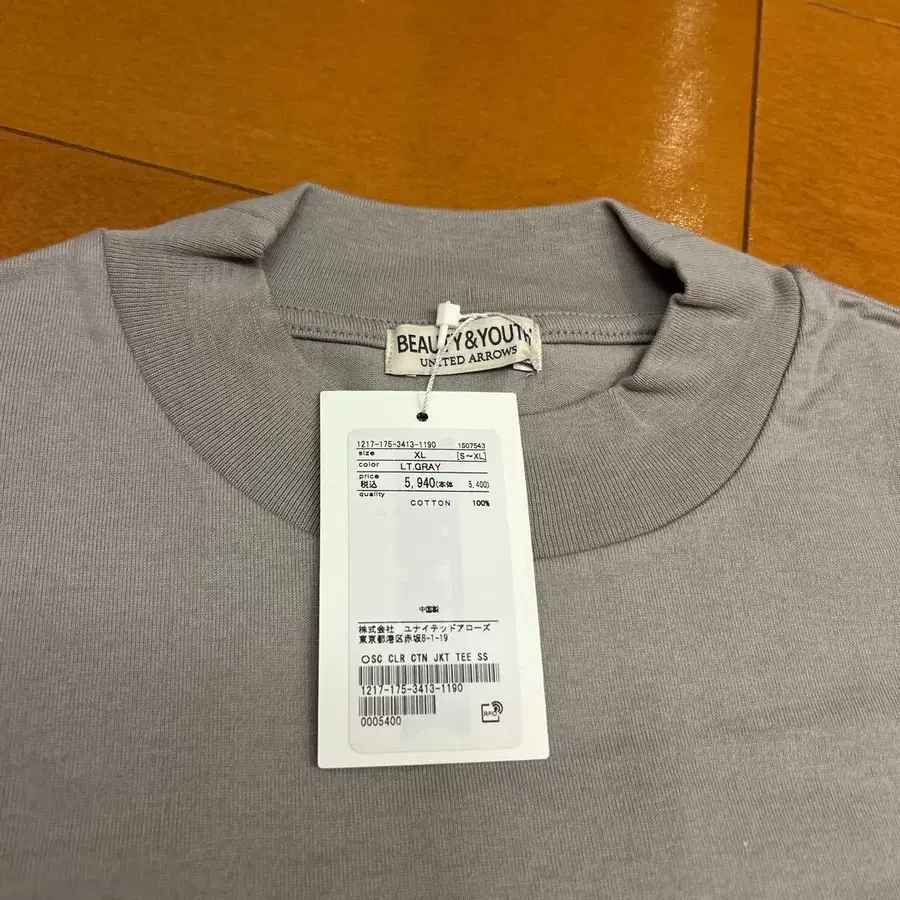 BEAUTY&YOUTH
UNITED ARROWS
1217-175-3413-1190 1507543
size XL [S~XL]
color LT.GRAY
price
税込 5,940(本体 5,400)
quality
COTTON 100%
中国製
株式会社 ユナイテッドアローズ
東京都港区赤坂8-1-19
○SC CLR CTN JKT TEE SS
1217-175-3413-1190
0005400
RFID